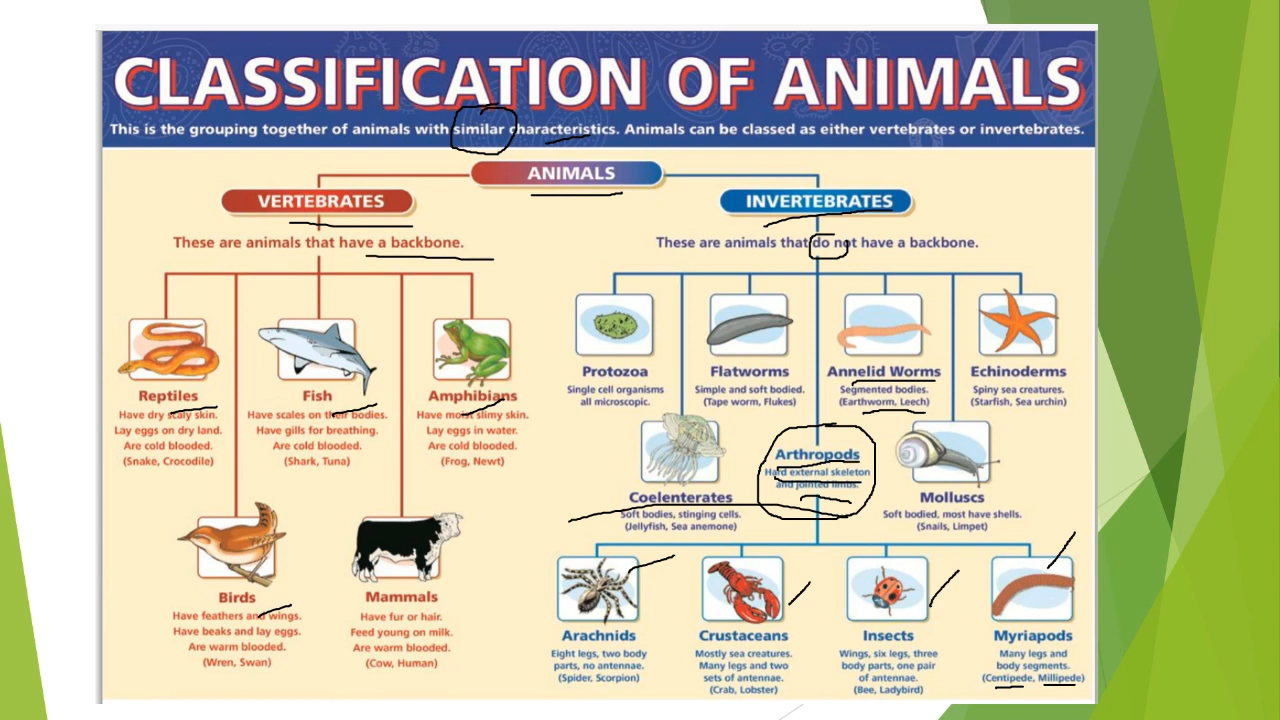 CLASSIFICATION OF ANIMALS
This is the grouping together of animals with similar characteristics. Animals can be classed as either vertebrates or invertebrates.
ANIMALS
VERTEBRATES
These are animals that have a backbone.
Reptiles
Have dry scaly skin.
Lay eggs on dry land.
Are cold blooded.
(Snake, Crocodile)
Fish
Have scales on their bodies.
Have gills for breathing.
Are cold blooded.
(Shark, Tuna)
Amphibians
Have moist slimy skin.
Lay eggs in water.
Are cold blooded.
(Frog, Newt)
Birds
Have feathers and wings.
Have beaks and lay eggs.
Are warm blooded.
(Wren, Swan)
Mammals
Have fur or hair.
Feed young on milk.
Are warm blooded.
(Cow, Human)
INVERTEBRATES
These are animals that do not have a backbone.
Protozoa
Single cell organisms
all microscopic.
Flatworms
Simple and soft bodied.
(Tape worm, Flukes)
Annelid Worms
Segmented bodies.
(Earthworm, Leech)
Echinoderms
Spiny sea creatures.
(Starfish, Sea urchin)
Coelenterates
Soft bodies, stinging cells.
(Jellyfish, Sea anemone)
Arthropods
Hard external skeleton
and jointed limbs.
Molluscs
Soft bodied, most have shells.
(Snails, Limpet)
Arachnids
Eight legs, two body
parts, no antennae.
(Spider, Scorpion)
Crustaceans
Mostly sea creatures.
Many legs and two
sets of antennae.
(Crab, Lobster)
Insects
Wings, six legs, three
body parts, one pair
of antennae.
(Bee, Ladybird)
Myriapods
Many legs and
body segments.
(Centipede, Millipede)